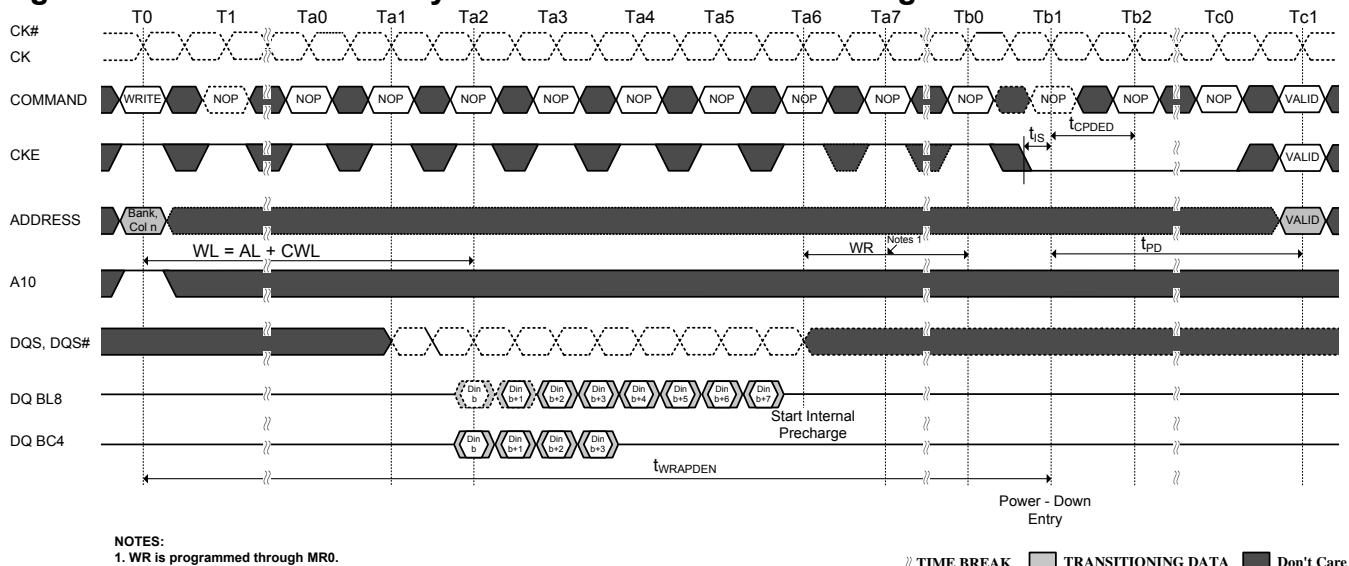 T0 T1 Ta0 Ta1 Ta2 Ta3 Ta4 Ta5 Ta6 Ta7 Tb0 Tb1 Tb2 Tc0 Tc1
CK#
CK
COMMAND WRITE NOP NOP NOP NOP NOP NOP NOP NOP NOP NOP NOP NOP NOP VALID
tIS tCPDED
CKE VALID
ADDRESS Bank, Col n VALID
WL = AL + CWL WR Notes 1 tPD
A10
DQS, DQS#
DQ BL8 Din b Din b+1 Din b+2 Din b+3 Din b+4 Din b+5 Din b+6 Din b+7
Start Internal
Precharge
DQ BC4 Din b Din b+1 Din b+2 Din b+3
tWRAPDEN
Power - Down
Entry
NOTES:
1. WR is programmed through MR0.
TIME BREAK TRANSITIONING DATA Don't Care